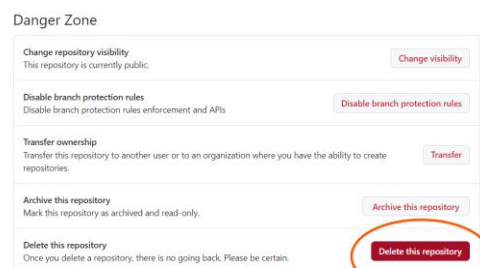 Danger Zone
Change repository visibility
This repository is currently public.
Change visibility
Disable branch protection rules
Disable branch protection rules enforcement and APIs
Disable branch protection rules
Transfer ownership
Transfer this repository to another user or to an organization where you have the ability to create
repositories.
Transfer
Archive this repository
Mark this repository as archived and read-only.
Archive this repository
Delete this repository
Once you delete a repository, there is no going back. Please be certain.
Delete this repository